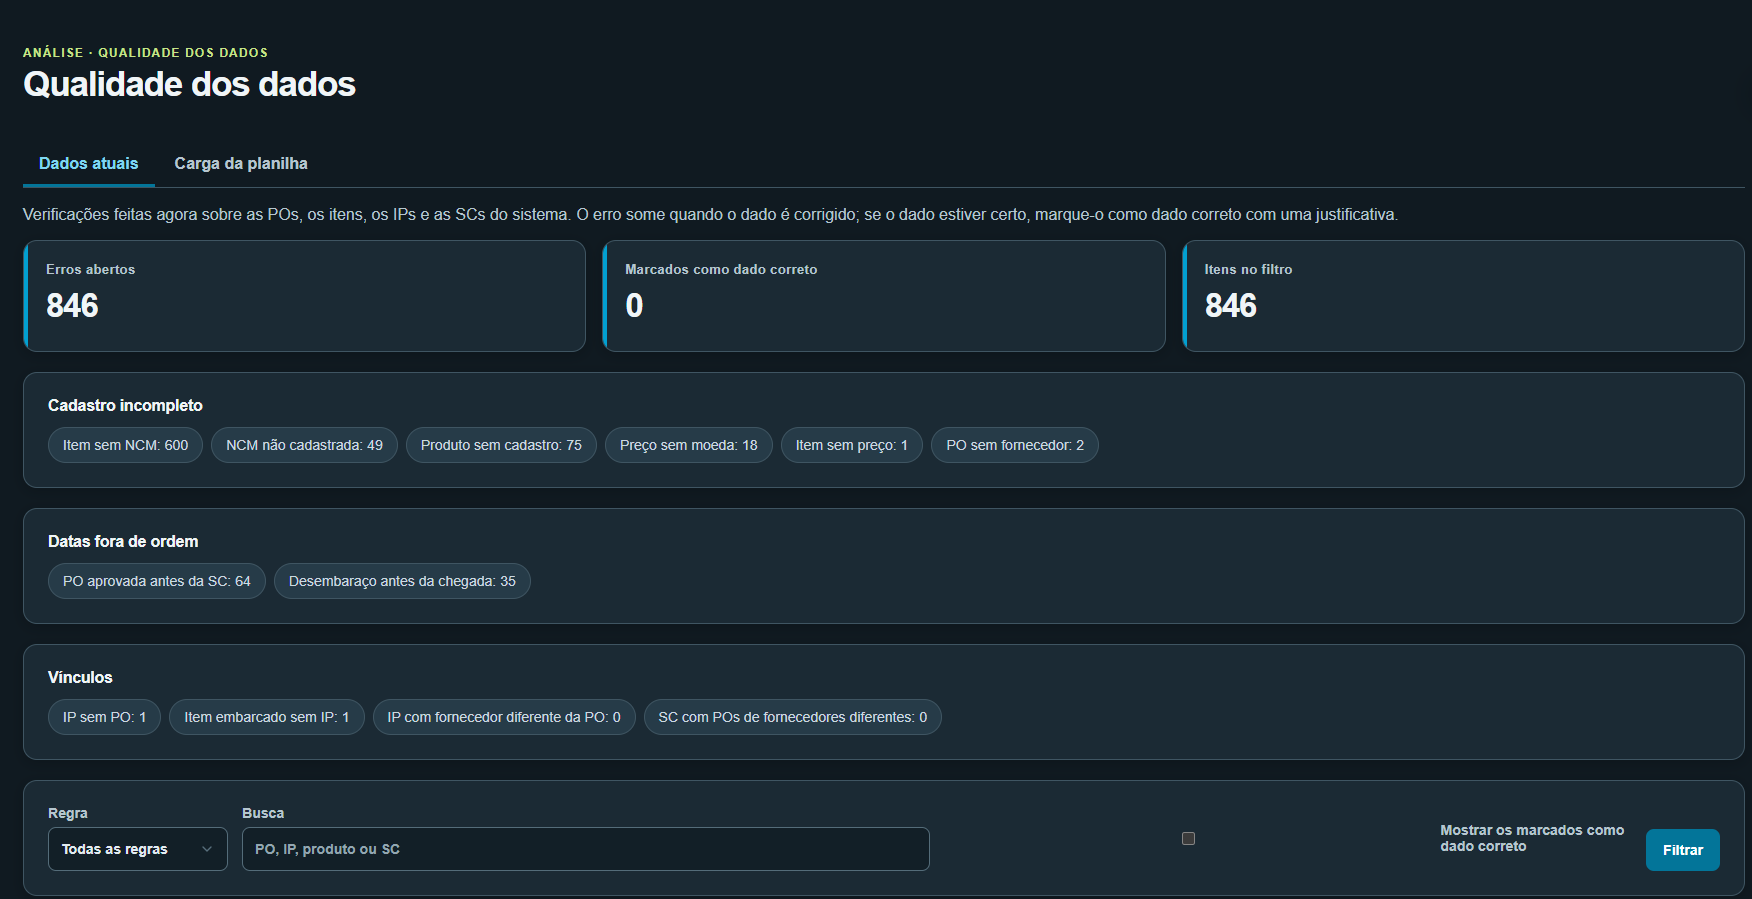 ANÁLISE · QUALIDADE DOS DADOS
Qualidade dos dados
Dados atuais
Carga da planilha
Verificações feitas agora sobre as POs, os itens, os IPs e as SCs do sistema. O erro some quando o dado é corrigido; se o dado estiver certo, marque-o como dado correto com uma justificativa.
Erros abertos
846
Marcados como dado correto
0
Itens no filtro
846
Cadastro incompleto
Item sem NCM: 600
NCM não cadastrada: 49
Produto sem cadastro: 75
Preço sem moeda: 18
Item sem preço: 1
PO sem fornecedor: 2
Datas fora de ordem
PO aprovada antes da SC: 64
Desembaraço antes da chegada: 35
Vínculos
IP sem PO: 1
Item embarcado sem IP: 1
IP com fornecedor diferente da PO: 0
SC com POs de fornecedores diferentes: 0
Regra
Todas as regras
Busca
PO, IP, produto ou SC
Mostrar os marcados como
dado correto
Filtrar